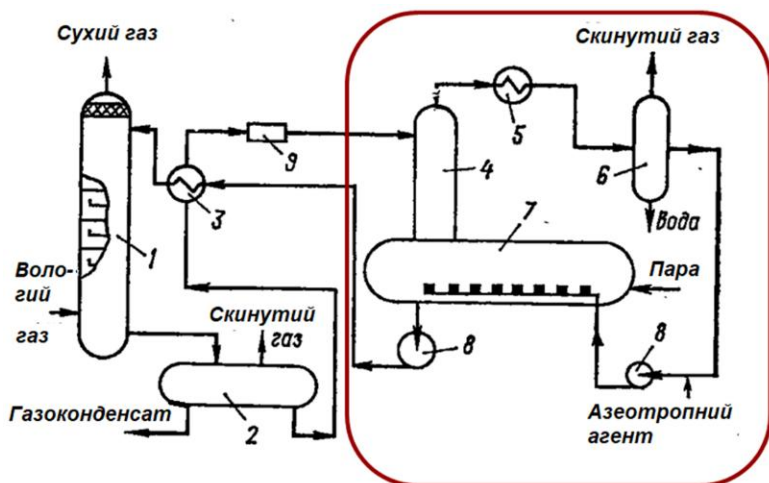 Сухий газ
Скинутий газ
5
9
4
6
3
Вода
7
1
Воло-
гий
газ
Пара
Скинутий
газ
8
8
Газоконденсат
2
Азеотропний
агент